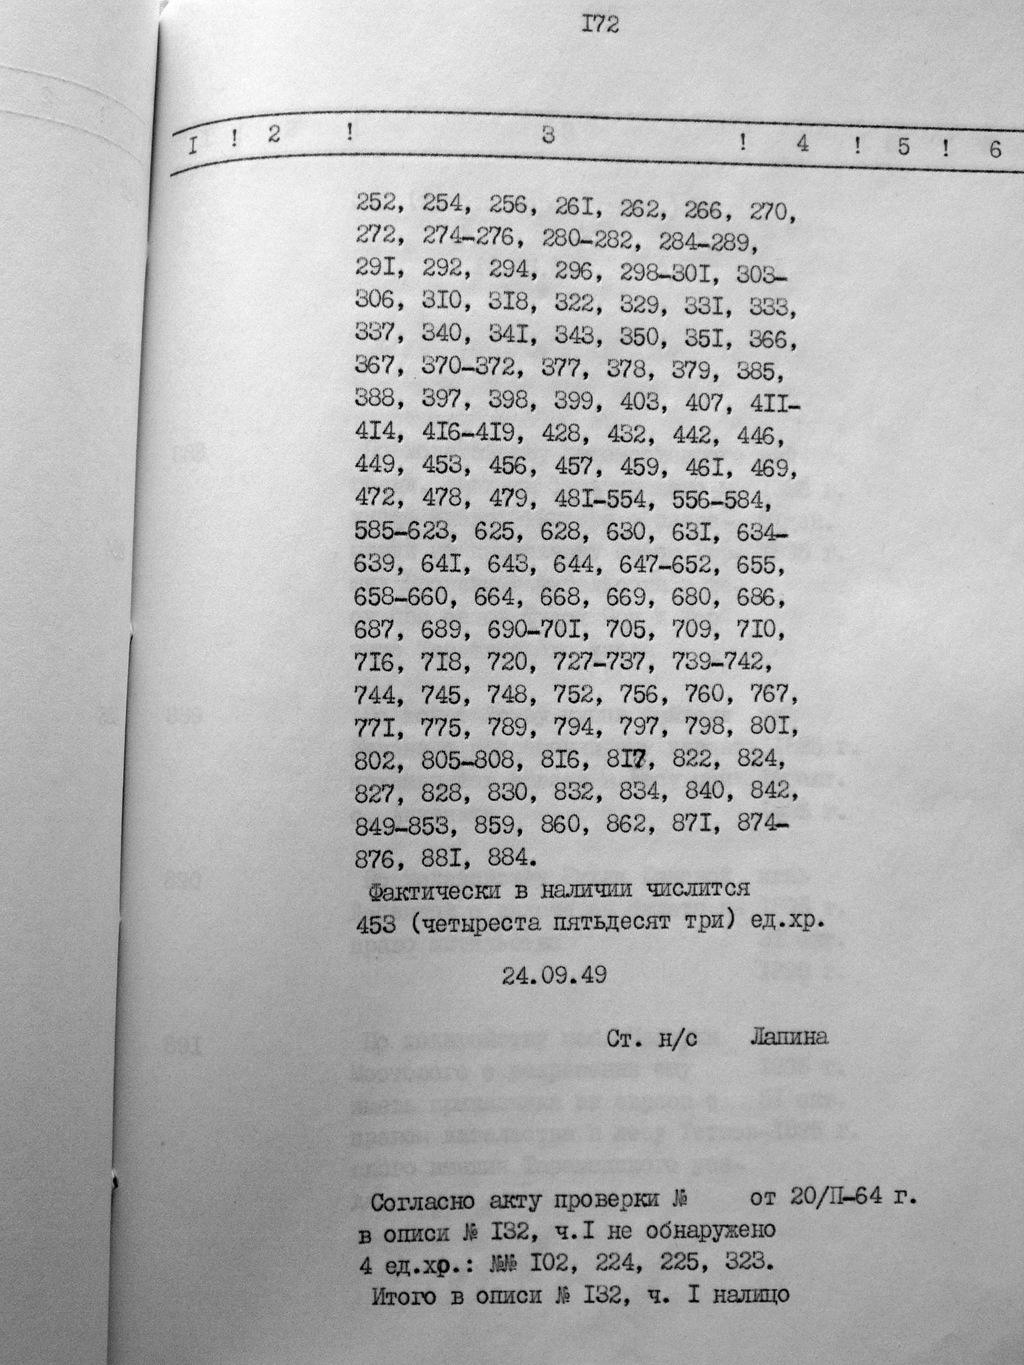 I72
I ! 2 ! 3 ! 4 ! 5 ! 6
252, 254, 256, 26I, 262, 266, 270,
272, 274-276, 280-282, 284-289,
29I, 292, 294, 296, 298-30I, 303-
306, 3I0, 3I8, 322, 329, 33I, 333,
337, 340, 34I, 343, 350, 35I, 366,
367, 370-372, 377, 378, 379, 385,
388, 397, 398, 399, 403, 407, 4II-
4I4, 4I6-4I9, 428, 432, 442, 446,
449, 453, 456, 457, 459, 46I, 469,
472, 478, 479, 48I-554, 556-584,
585-623, 625, 628, 630, 63I, 634-
639, 64I, 643, 644, 647-652, 655,
658-660, 664, 668, 669, 680, 686,
687, 689, 690-70I, 705, 709, 7I0,
7I6, 7I8, 720, 727-737, 739-742,
744, 745, 748, 752, 756, 760, 767,
77I, 775, 789, 794, 797, 798, 80I,
802, 805-808, 8I6, 8I7, 822, 824,
827, 828, 830, 832, 834, 840, 842,
849-853, 859, 860, 862, 87I, 874-
876, 88I, 884.
Фактически в наличии числится
453 (четыреста пятьдесят три) ед.хр.
24.09.49
Ст. н/с Лапина
Согласно акту проверки № от 20/П-64 г.
в описи № I32, ч.I не обнаружено
4 ед.хр.: №№ I02, 224, 225, 323.
Итого в описи № I32, ч. I налицо